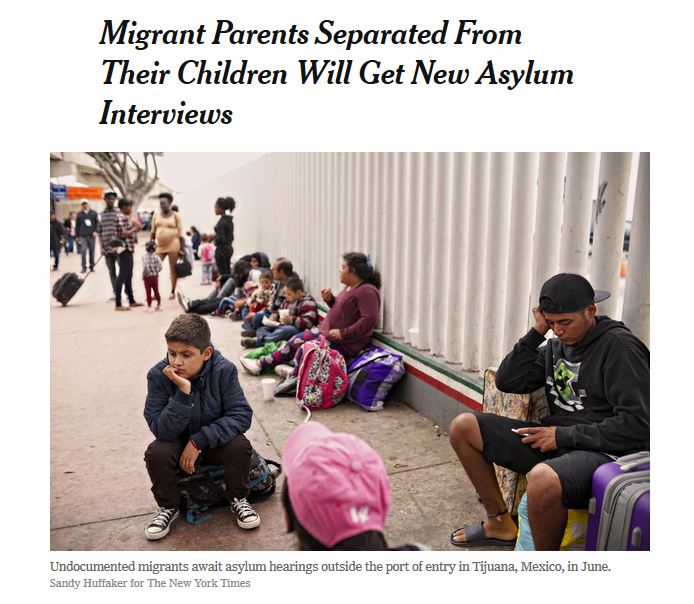 Migrant Parents Separated From
Their Children Will Get New Asylum
Interviews
Undocumented migrants await asylum hearings outside the port of entry in Tijuana, Mexico, in June.
Sandy Huffaker for The New York Times